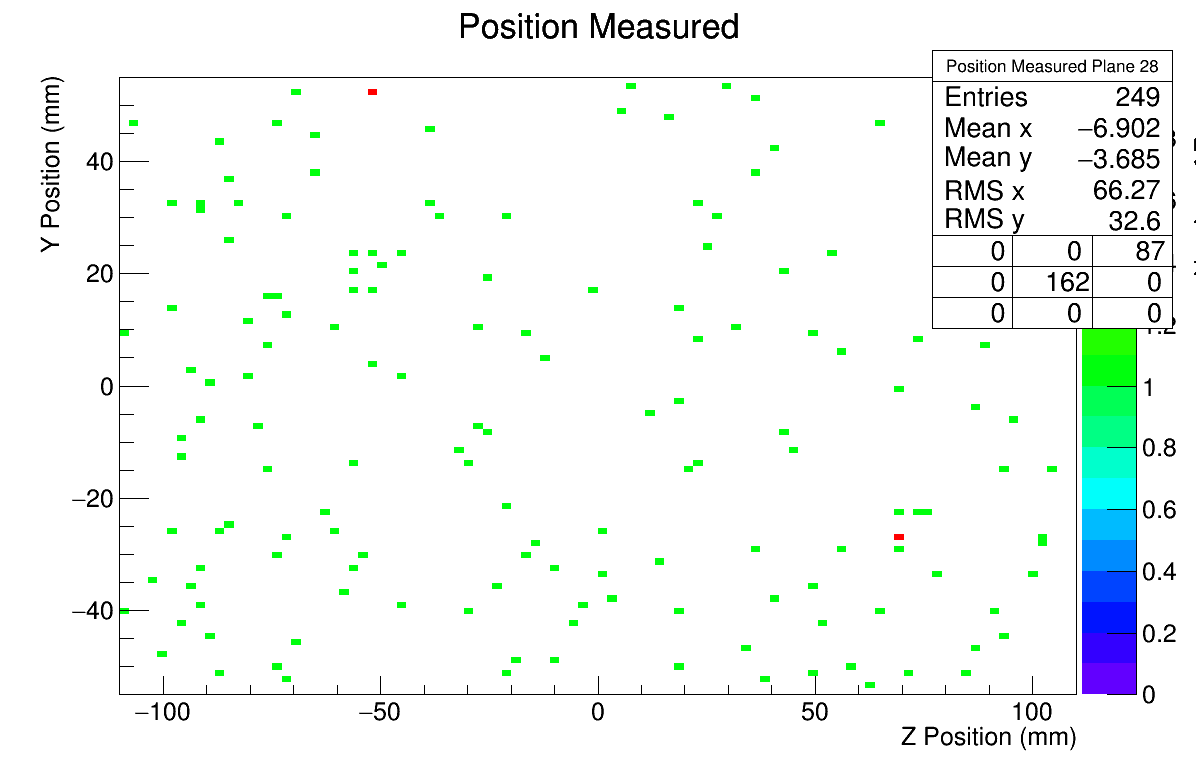 Position Measured
Position Measured Plane 28
Entries 249
Mean x −6.902
Mean y −3.685
RMS x 66.27
RMS y 32.6
0 0 87
0 162 0
0 0 0
Y Position (mm)
40
20
0
−20
−40
−100 −50 0 50 100
Z Position (mm)
1
0.8
0.6
0.4
0.2
0